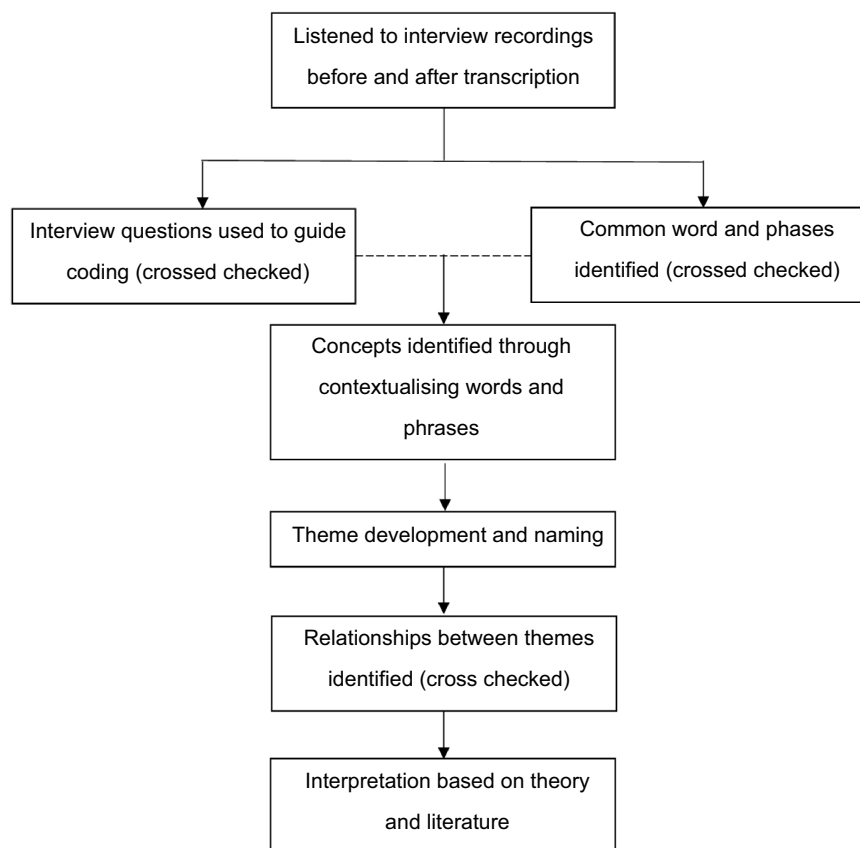 Listened to interview recordings
before and after transcription
Interview questions used to guide
coding (crossed checked)
Common word and phases
identified (crossed checked)
Concepts identified through
contextualising words and
phrases
Theme development and naming
Relationships between themes
identified (cross checked)
Interpretation based on theory
and literature